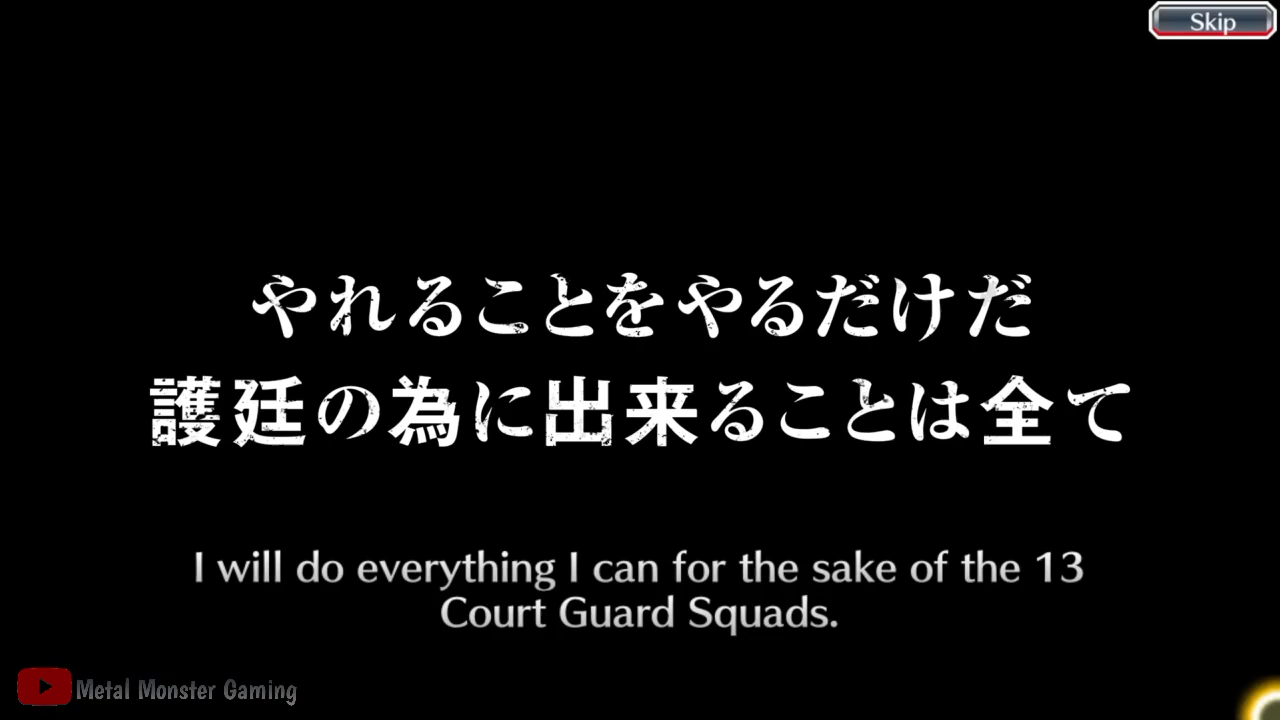 Skip
やれることをやるだけだ
護廷の為に出来ることは全て
I will do everything I can for the sake of the 13
Court Guard Squads.
Metal Monster Gaming